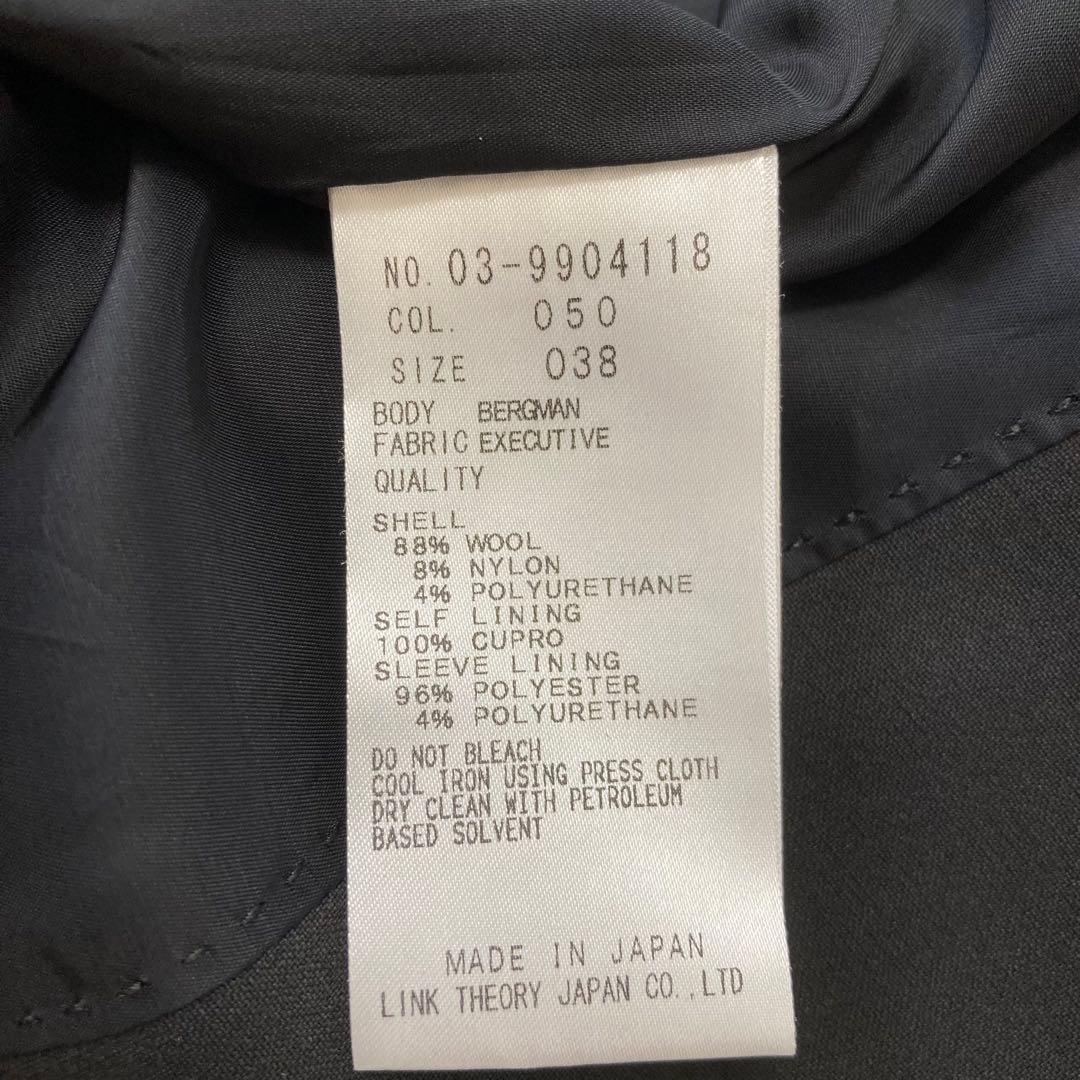 NO. 03-9904118
COL. 050
SIZE 038
BODY BERGMAN
FABRIC EXECUTIVE
QUALITY
SHELL
88% WOOL
8% NYLON
4% POLYURETHANE
SELF LINING
100% CUPRO
SLEEVE LINING
96% POLYESTER
4% POLYURETHANE
DO NOT BLEACH
COOL IRON USING PRESS CLOTH
DRY CLEAN WITH PETROLEUM
BASED SOLVENT
MADE IN JAPAN
LINK THEORY JAPAN CO.,LTD